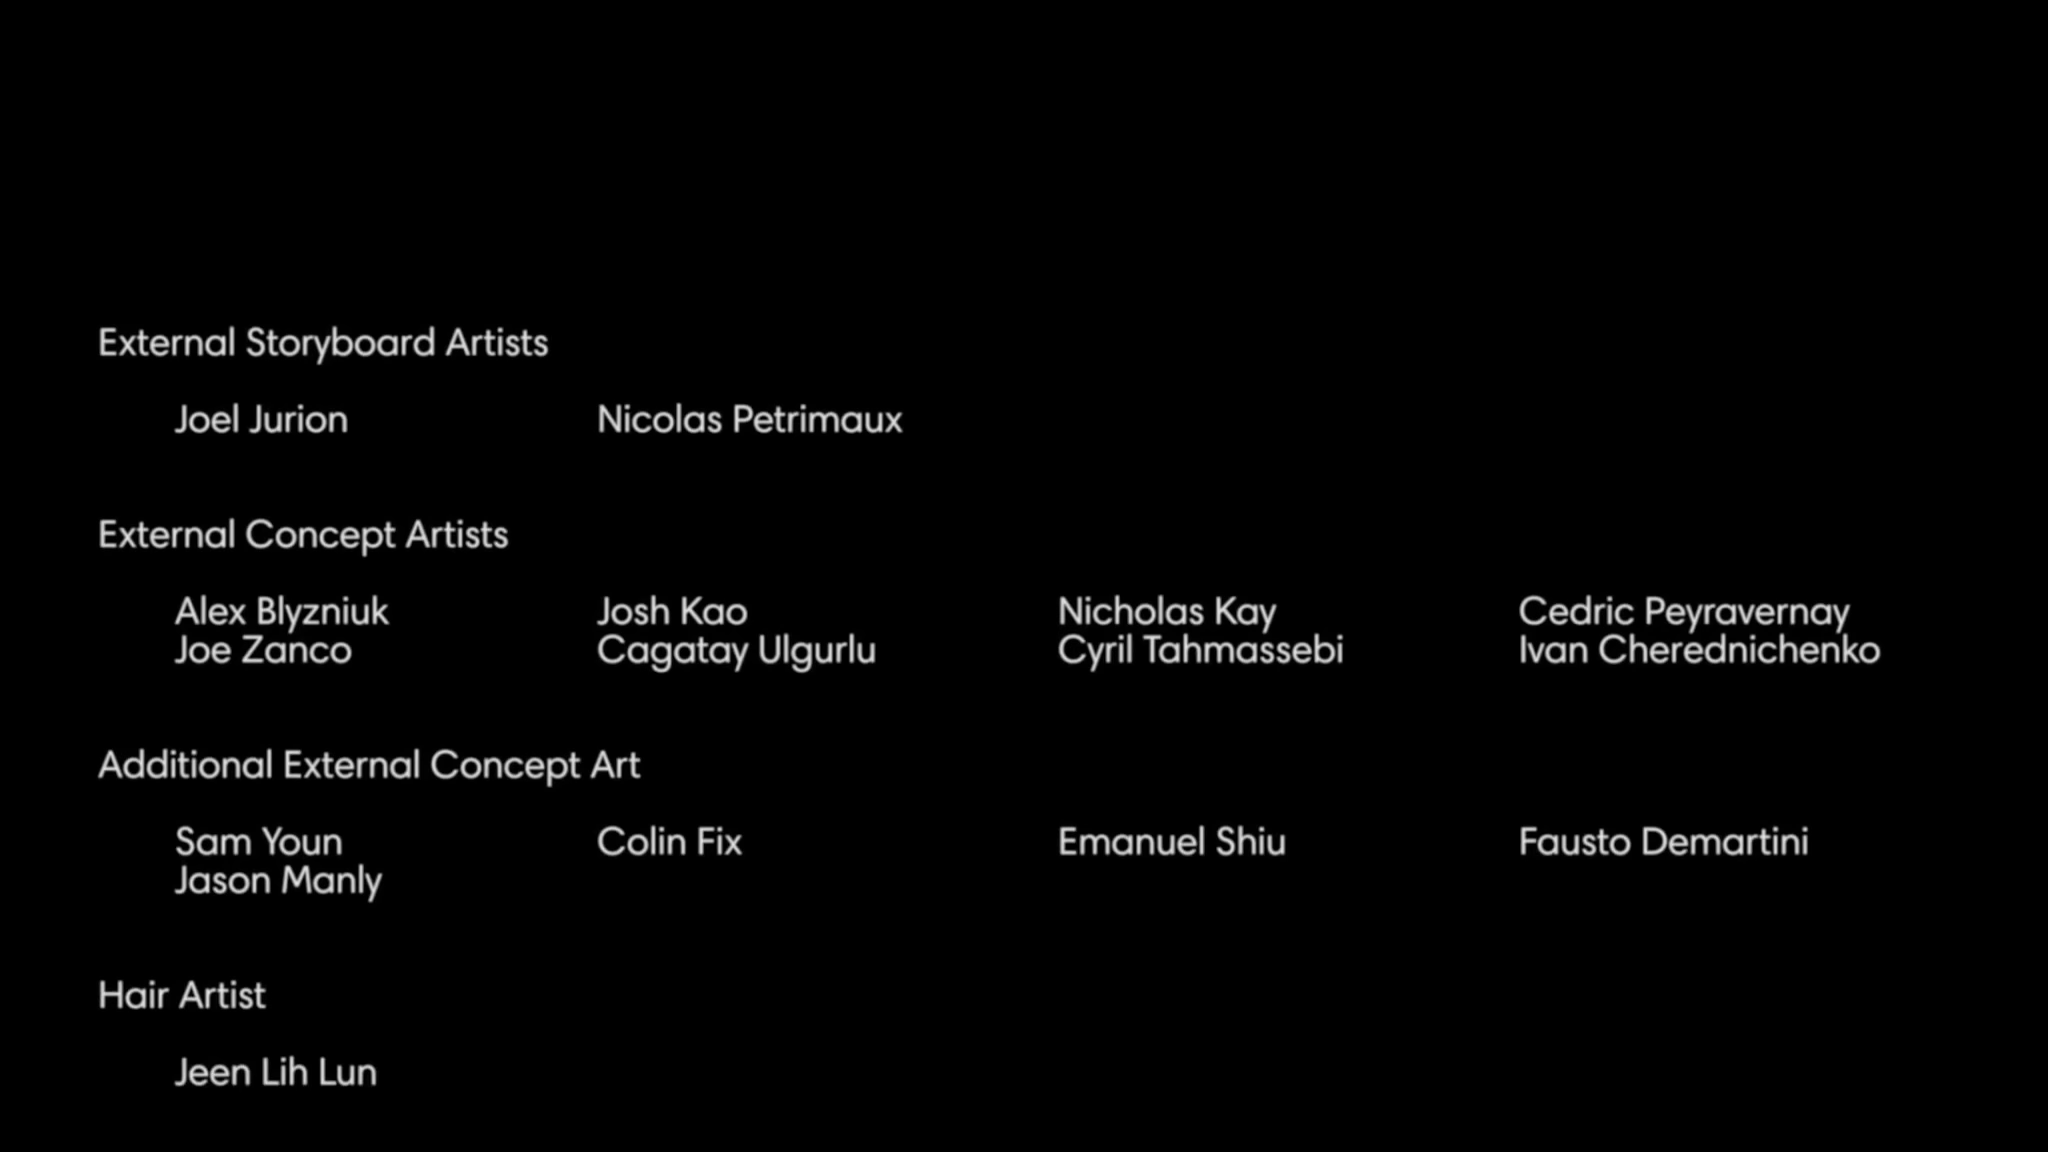 External Storyboard Artists
Joel Jurion Nicolas Petrimaux
External Concept Artists
Alex Blyzniuk Josh Kao Nicholas Kay Cedric Peyravernay
Joe Zanco Cagatay Ulgurlu Cyril Tahmassebi Ivan Cherednichenko
Additional External Concept Art
Sam Youn Colin Fix Emanuel Shiu Fausto Demartini
Jason Manly
Hair Artist
Jeen Lih Lun